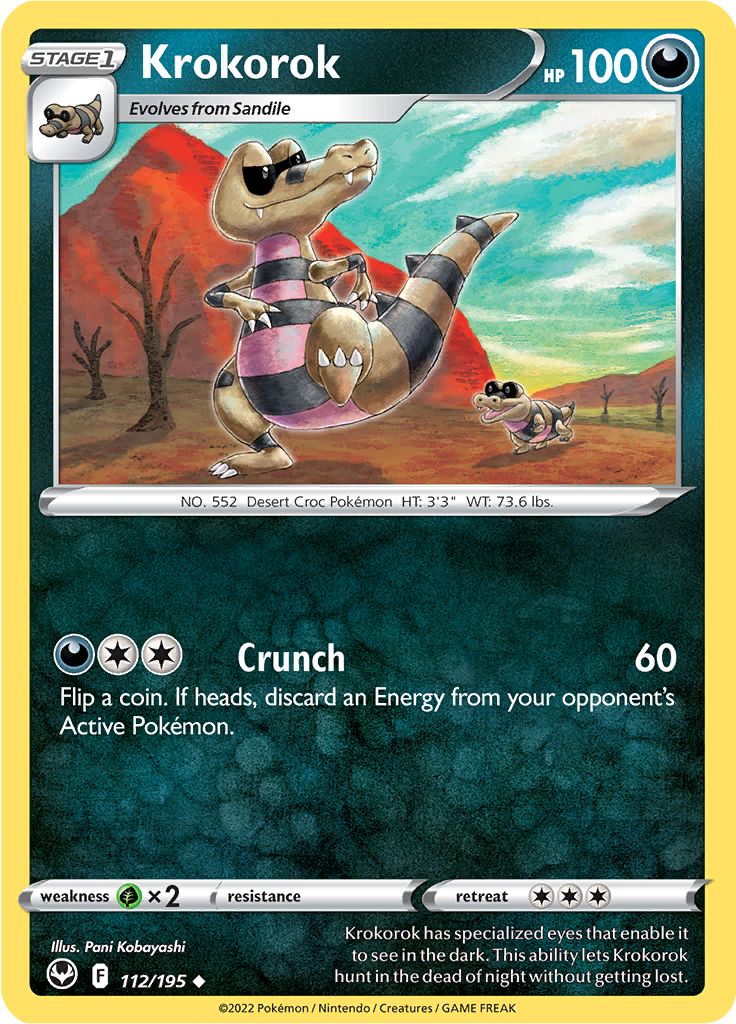 STAGE1
Krokorok
HP 100
Evolves from Sandile
NO. 552 Desert Croc Pokémon HT: 3'3" WT: 73.6 lbs.
Crunch 60
Flip a coin. If heads, discard an Energy from your opponent's
Active Pokémon.
weakness ×2 resistance retreat
Illus. Pani Kobayashi
F 112/195
Krokorok has specialized eyes that enable it
to see in the dark. This ability lets Krokorok
hunt in the dead of night without getting lost.
©2022 Pokémon / Nintendo / Creatures / GAME FREAK